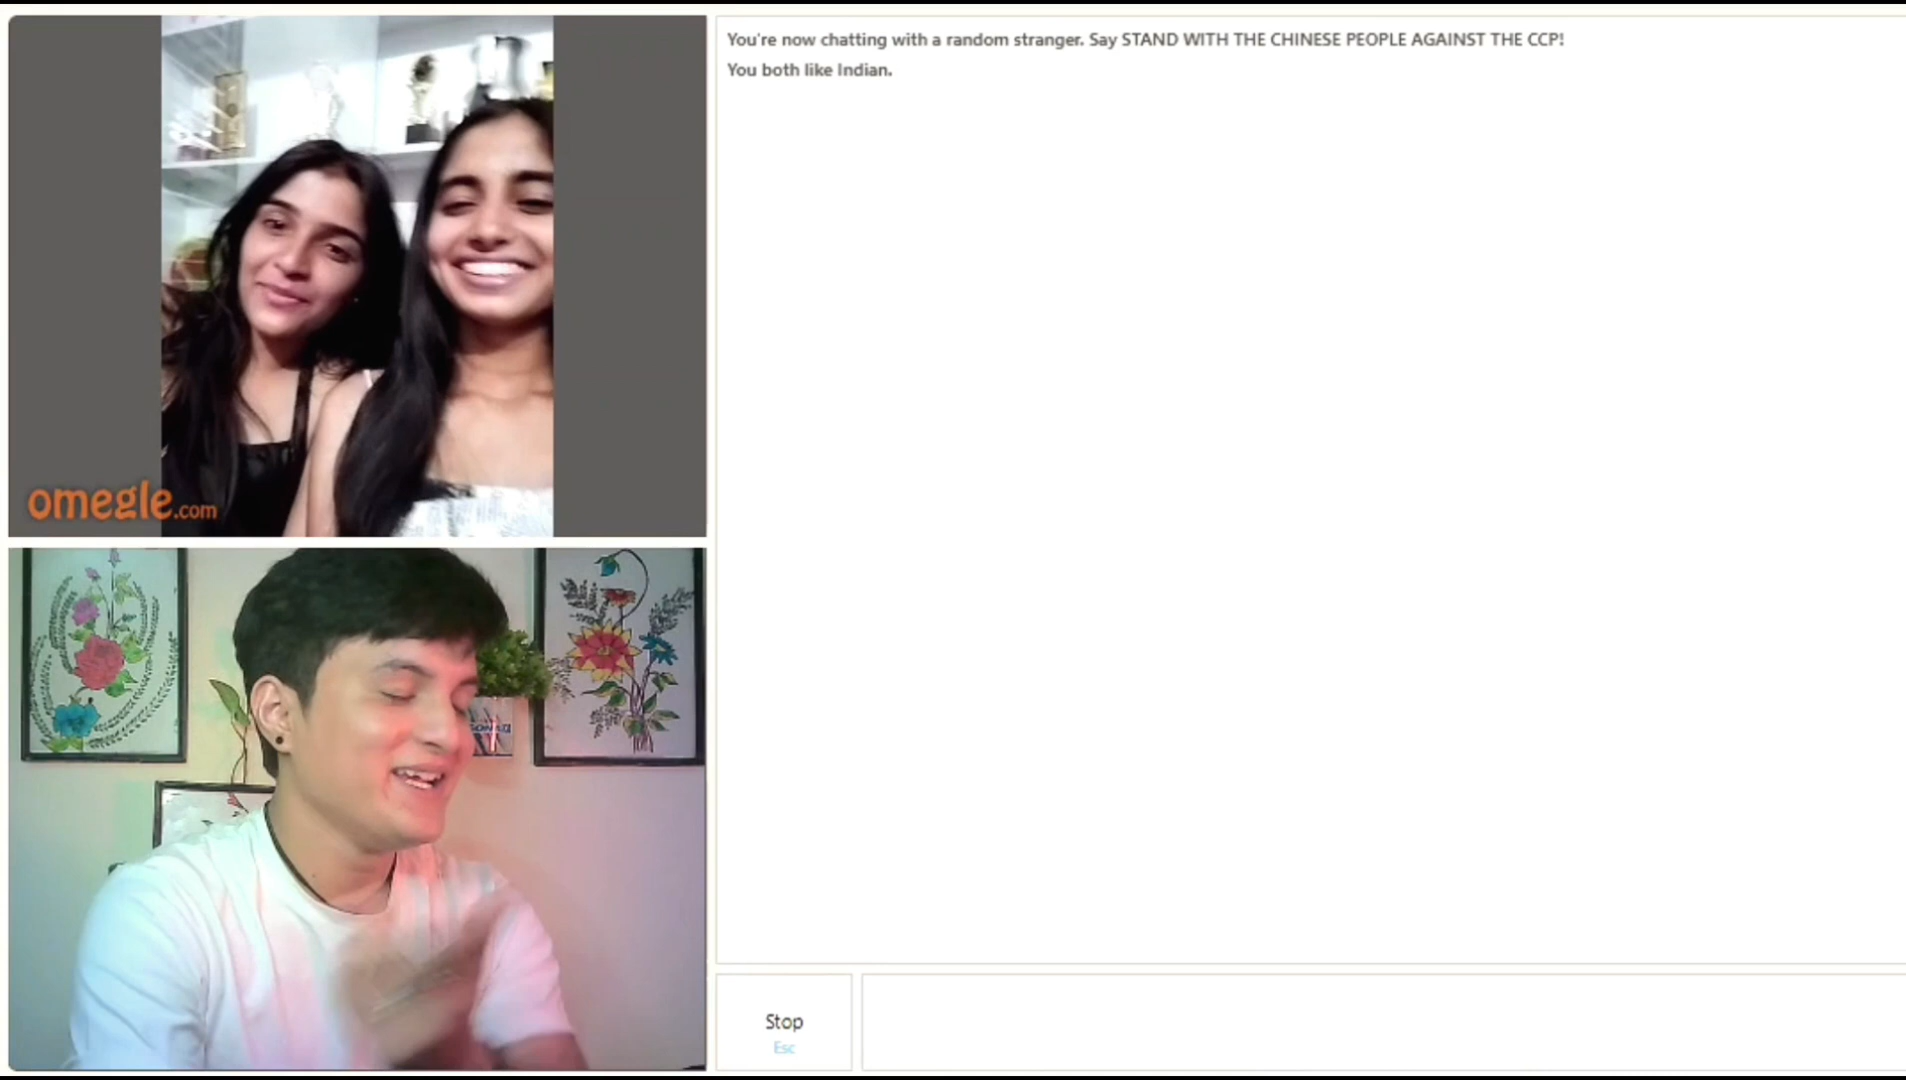 You're now chatting with a random stranger. Say STAND WITH THE CHINESE PEOPLE AGAINST THE CCP!
You both like Indian.
omegle.com
Stop
Esc